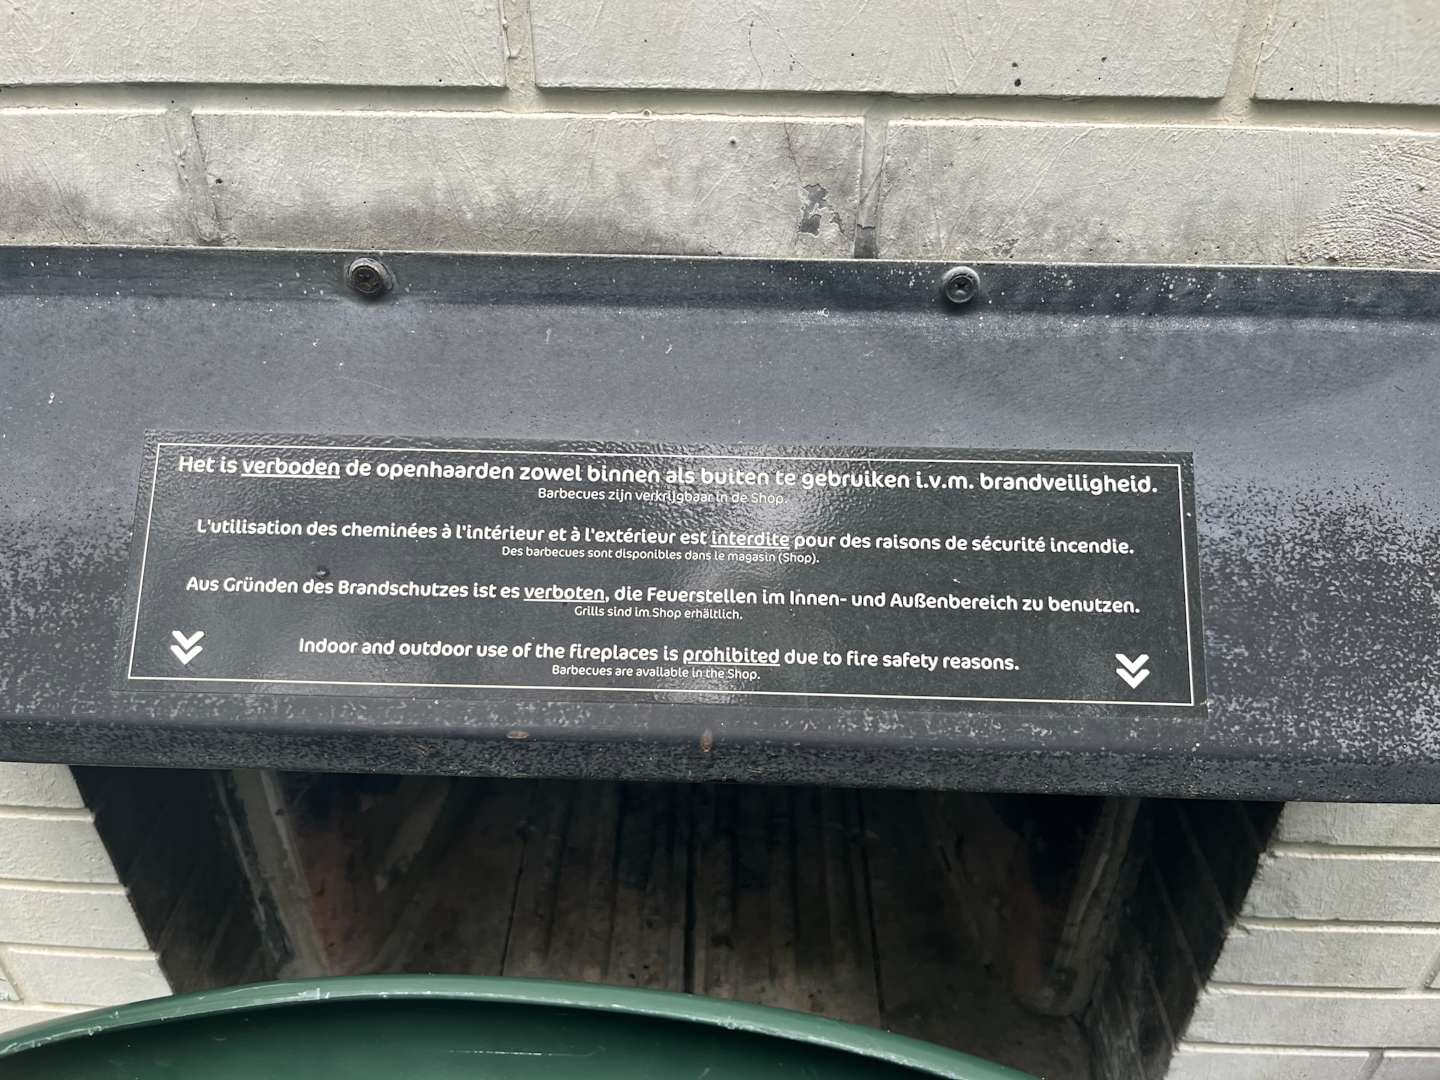 Het is verboden de openhaarden zowel binnen als buiten te gebruiken i.v.m. brandveiligheid.
Barbecues zijn verkrijgbaar in de Shop.
L'utilisation des cheminées à l'intérieur et à l'extérieur est interdite pour des raisons de sécurité incendie.
Des barbecues sont disponibles dans le magasin (Shop).
Aus Gründen des Brandschutzes ist es verboten, die Feuerstellen im Innen- und Außenbereich zu benutzen.
Grills sind im Shop erhältlich.
Indoor and outdoor use of the fireplaces is prohibited due to fire safety reasons.
Barbecues are available in the Shop.